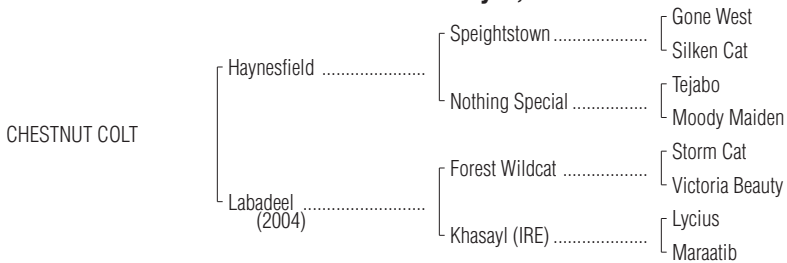 Gone West
Speightstown ....................
Silken Cat
Haynesfield ......................
Tejabo
Nothing Special ................
Moody Maiden
CHESTNUT COLT
Storm Cat
Forest Wildcat ..................
Victoria Beauty
Labadeel ..........................
(2004)
Lycius
Khasayl (IRE) ....................
Maraatib